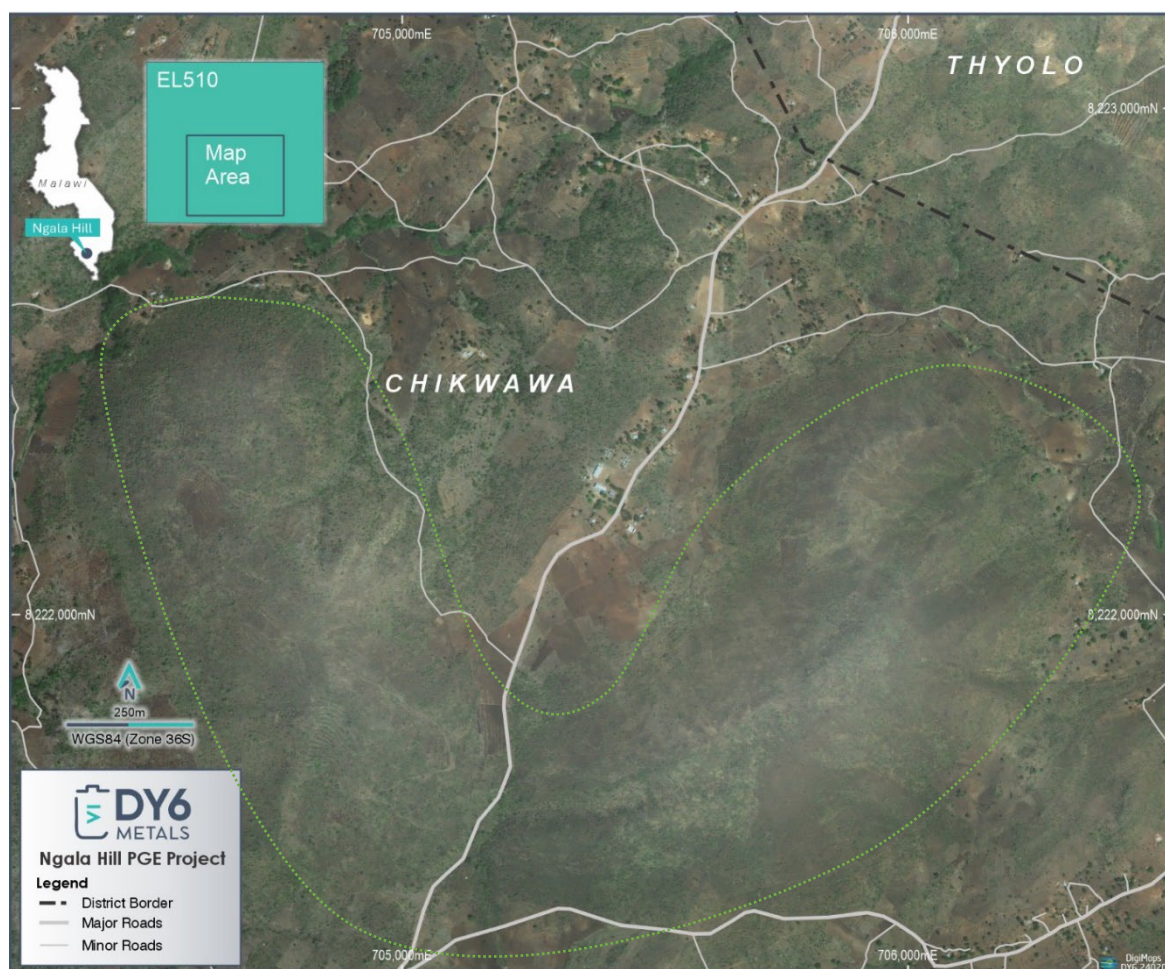 705,000mE
706,000mE
THYOLO
EL510
8,223,000mN
Map
Area
Malawi
Ngala Hill
CHIKWAWA
8,222,000mN
8,222,000mN
N
250m
WGS84 (Zone 36S)
DY6
METALS
Ngala Hill PGE Project
Legend
District Border
Major Roads
Minor Roads
705,000mE
706,000mE
DigiMaps